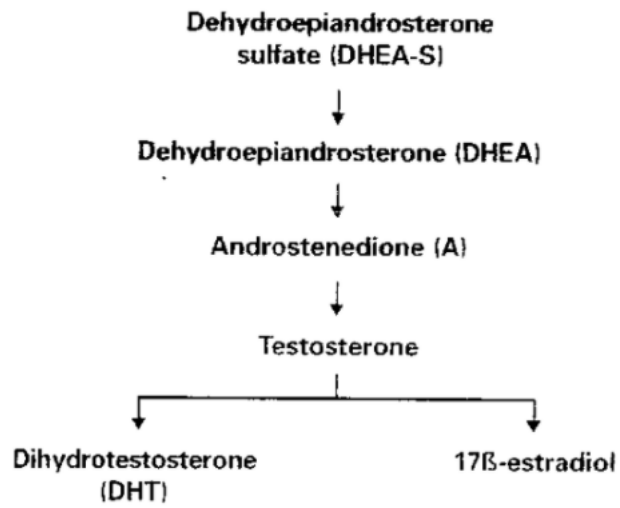 Dehydroepiandrosterone
sulfate (DHEA-S)
Dehydroepiandrosterone (DHEA)
Androstenedione (A)
Testosterone
Dihydrotestosterone
(DHT)
17ß-estradiol